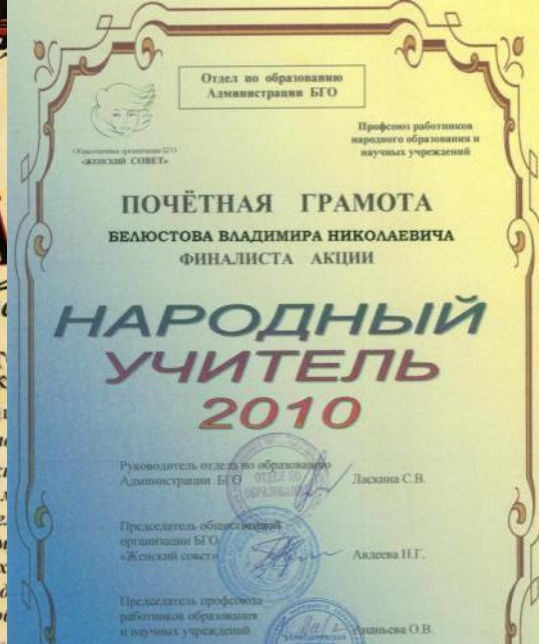 Отдел по образованию
Администрации БГО
Общественная организация БГО
«ЖЕНСКИЙ СОВЕТ»
Профсоюз работников
народного образования и
научных учреждений
ПОЧЁТНАЯ ГРАМОТА
БЕЛЮСТОВА ВЛАДИМИРА НИКОЛАЕВИЧА
ФИНАЛИСТА АКЦИИ
НАРОДНЫЙ
УЧИТЕЛЬ
2010
Руководитель отдела по образованию
Администрации БГО
Ласкина С.В.
Председатель общественной
организации БГО
«Женский совет»
Авдеева Н.Г.
Председатель профсоюза
работников образования
и научных учреждений
Ананьева О.В.